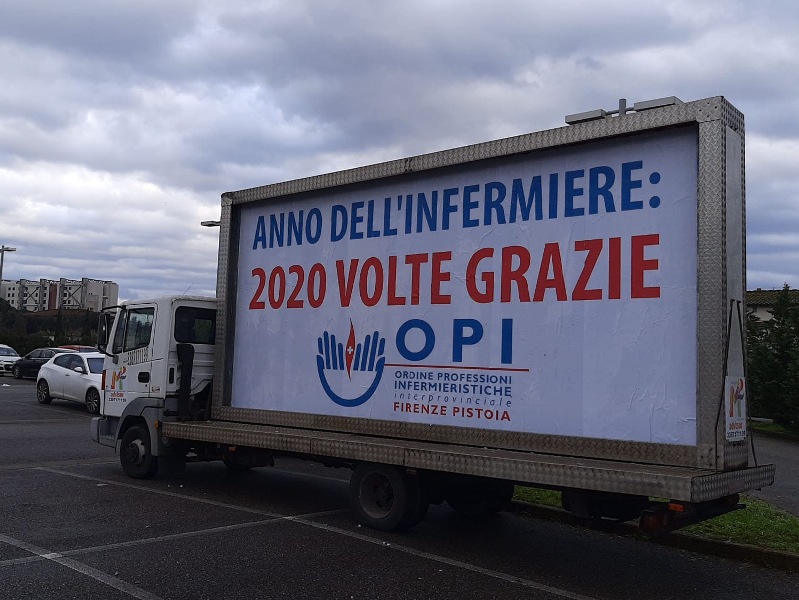 ANNO DELL'INFERMIERE:
2020 VOLTE GRAZIE
OPI
ORDINE PROFESSIONI
INFERMIERISTICHE
interprovinciale
FIRENZE PISTOIA